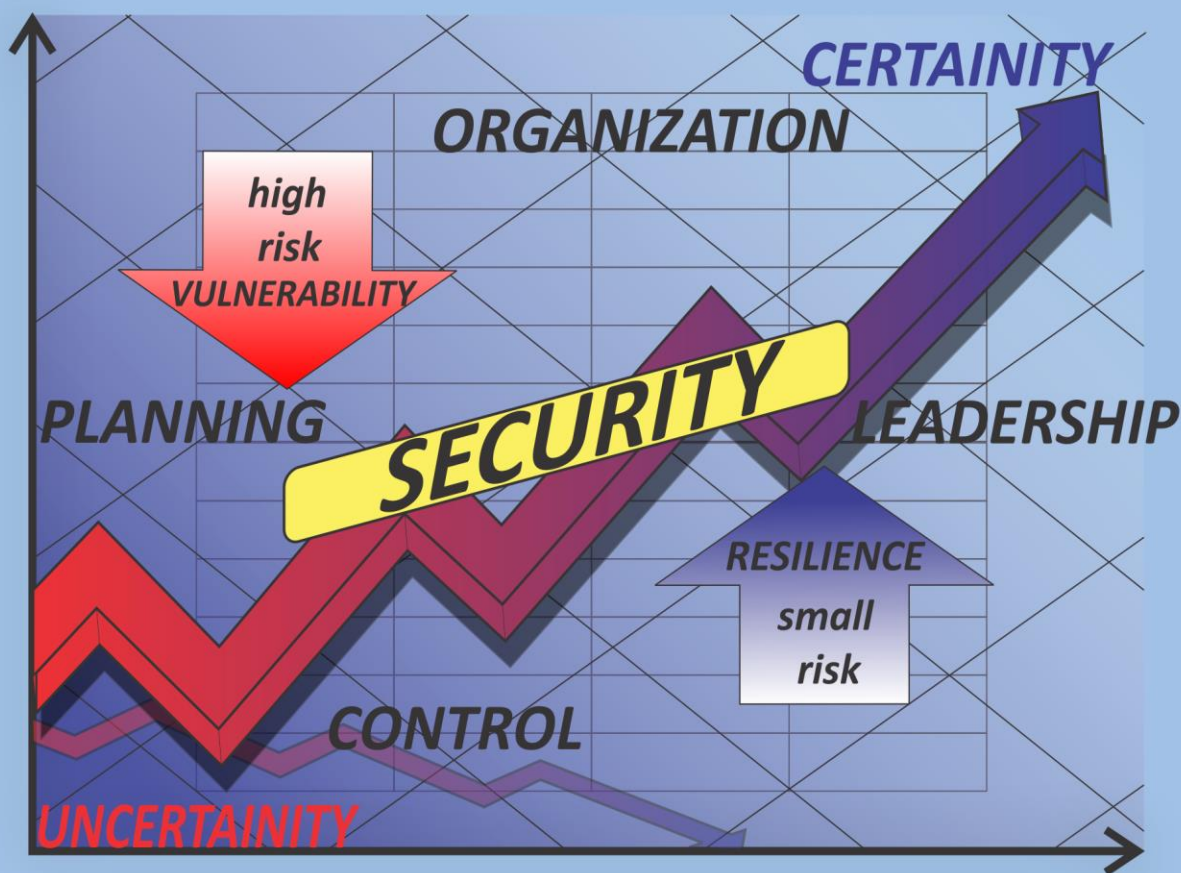 CERTAINITY
ORGANIZATION
high
risk
VULNERABILITY
PLANNING
SECURITY
LEADERSHIP
RESILIENCE
small
risk
CONTROL
UNCERTAINITY